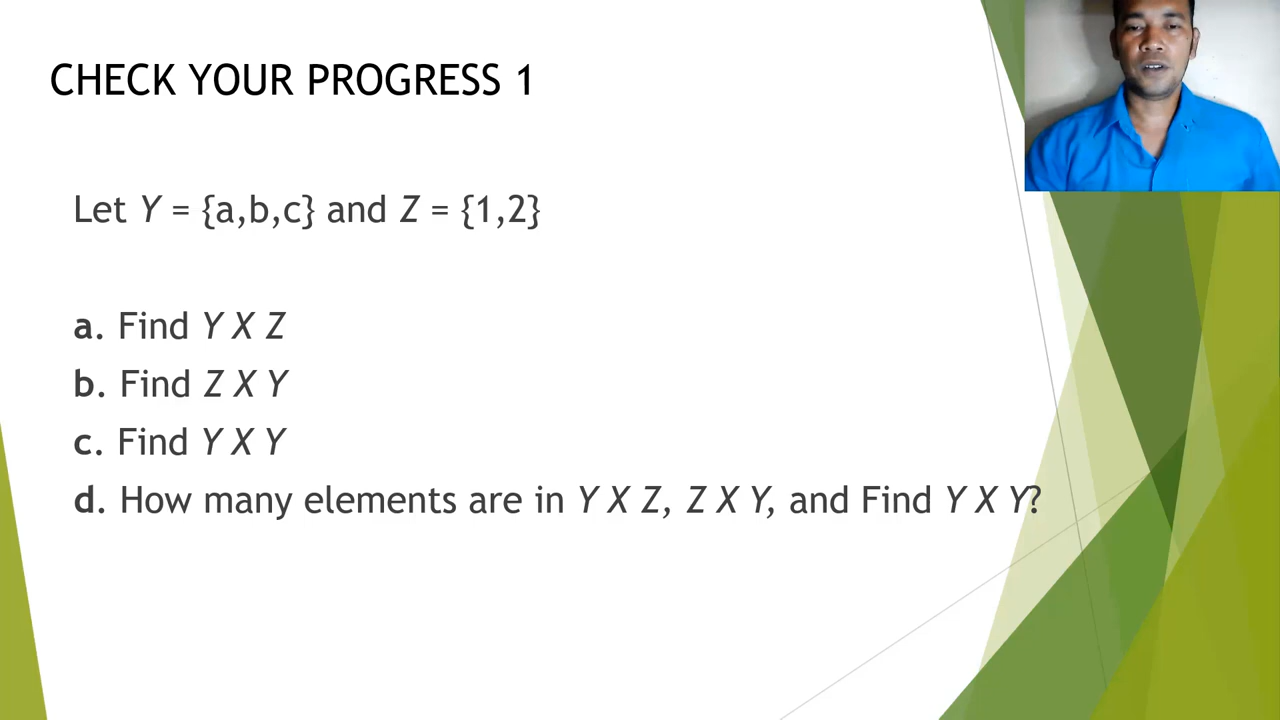 CHECK YOUR PROGRESS 1
Let Y = {a,b,c} and Z = {1,2}
a. Find Y X Z
b. Find Z X Y
c. Find Y X Y
d. How many elements are in Y X Z, Z X Y, and Find Y X Y?